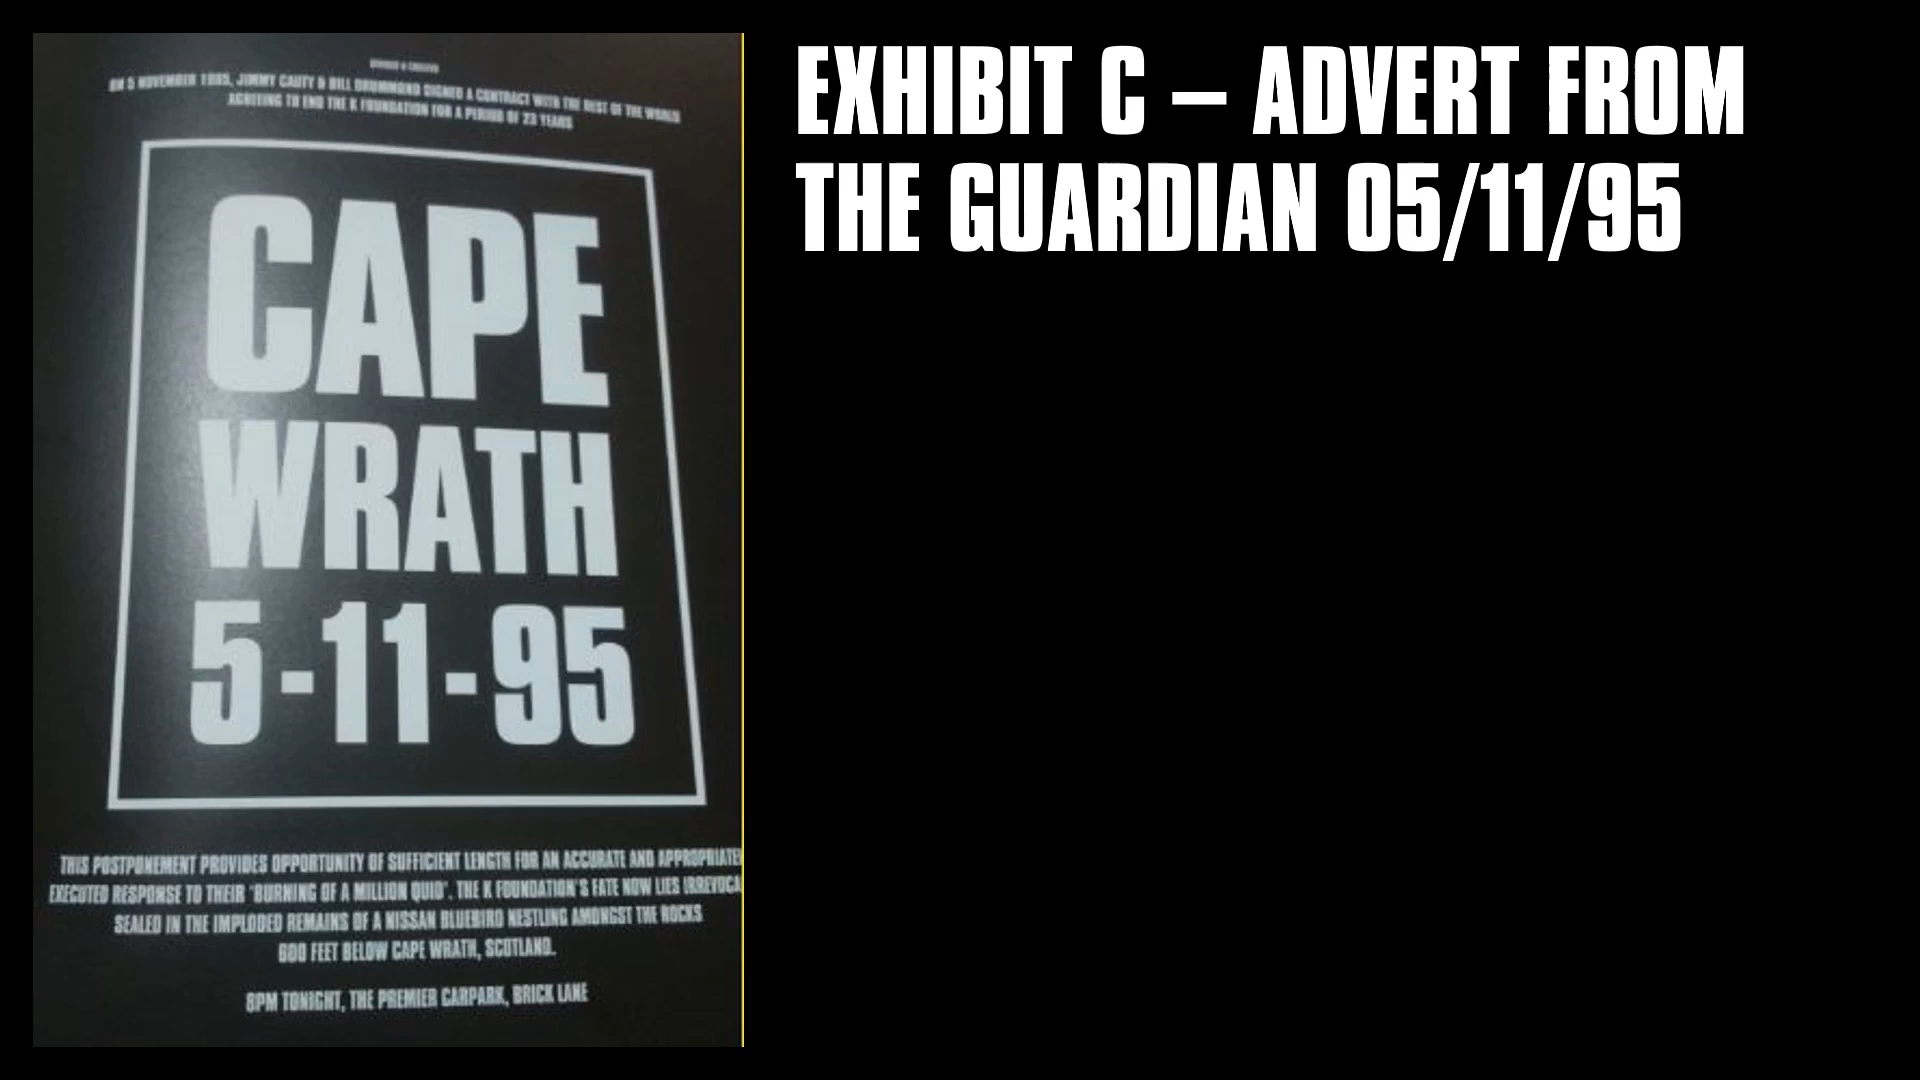 ON 5 NOVEMBER 1995, JIMMY CAUTY & BILL DRUMMOND SIGNED A CONTRACT WITH THE REST OF THE WORLD
AGREEING TO END THE K FOUNDATION FOR A PERIOD OF 23 YEARS
CAPE
WRATH
5-11-95
THIS POSTPONEMENT PROVIDES OPPORTUNITY OF SUFFICIENT LENGTH FOR AN ACCURATE AND APPROPRIATE
EXECUTED RESPONSE TO THEIR 'BURNING OF A MILLION QUID'. THE K FOUNDATION'S FATE NOW LIES IRREVOCA
SEALED IN THE IMPLODED REMAINS OF A NISSAN BLUEBIRD NESTLING AMONGST THE ROCKS
600 FEET BELOW CAPE WRATH, SCOTLAND.
8PM TONIGHT, THE PREMIER CARPARK, BRICK LANE
EXHIBIT C – ADVERT FROM
THE GUARDIAN 05/11/95